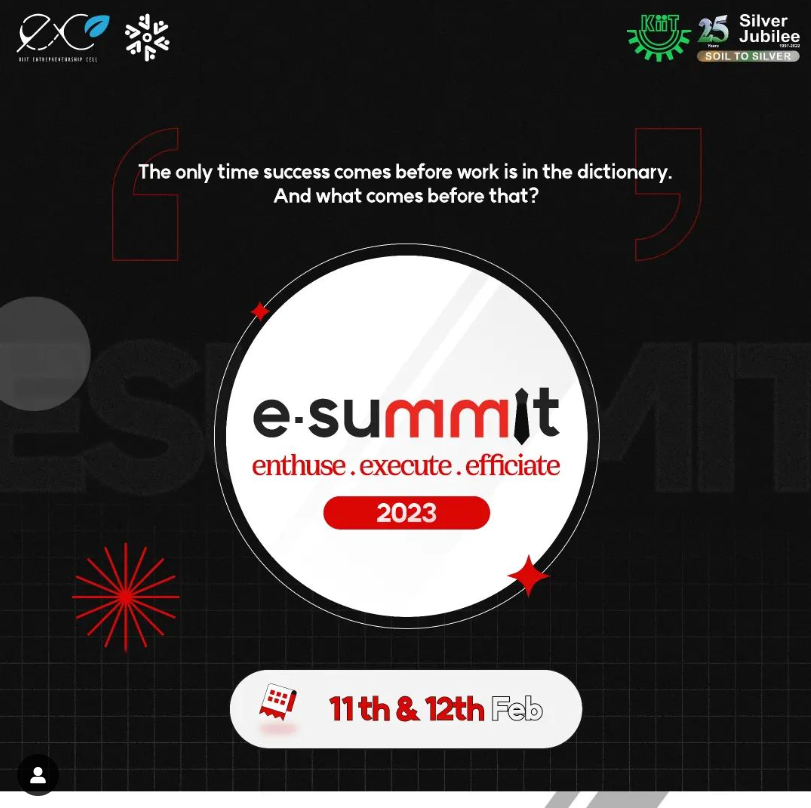 KIIT ENTREPRENEURSHIP CELL
KiiT
25 Years
Silver
Jubilee
1997-2022
SOIL TO SILVER
The only time success comes before work is in the dictionary.
And what comes before that?
ESUMMIT
e-summit
enthuse . execute . efficiate
2023
11th & 12th Feb